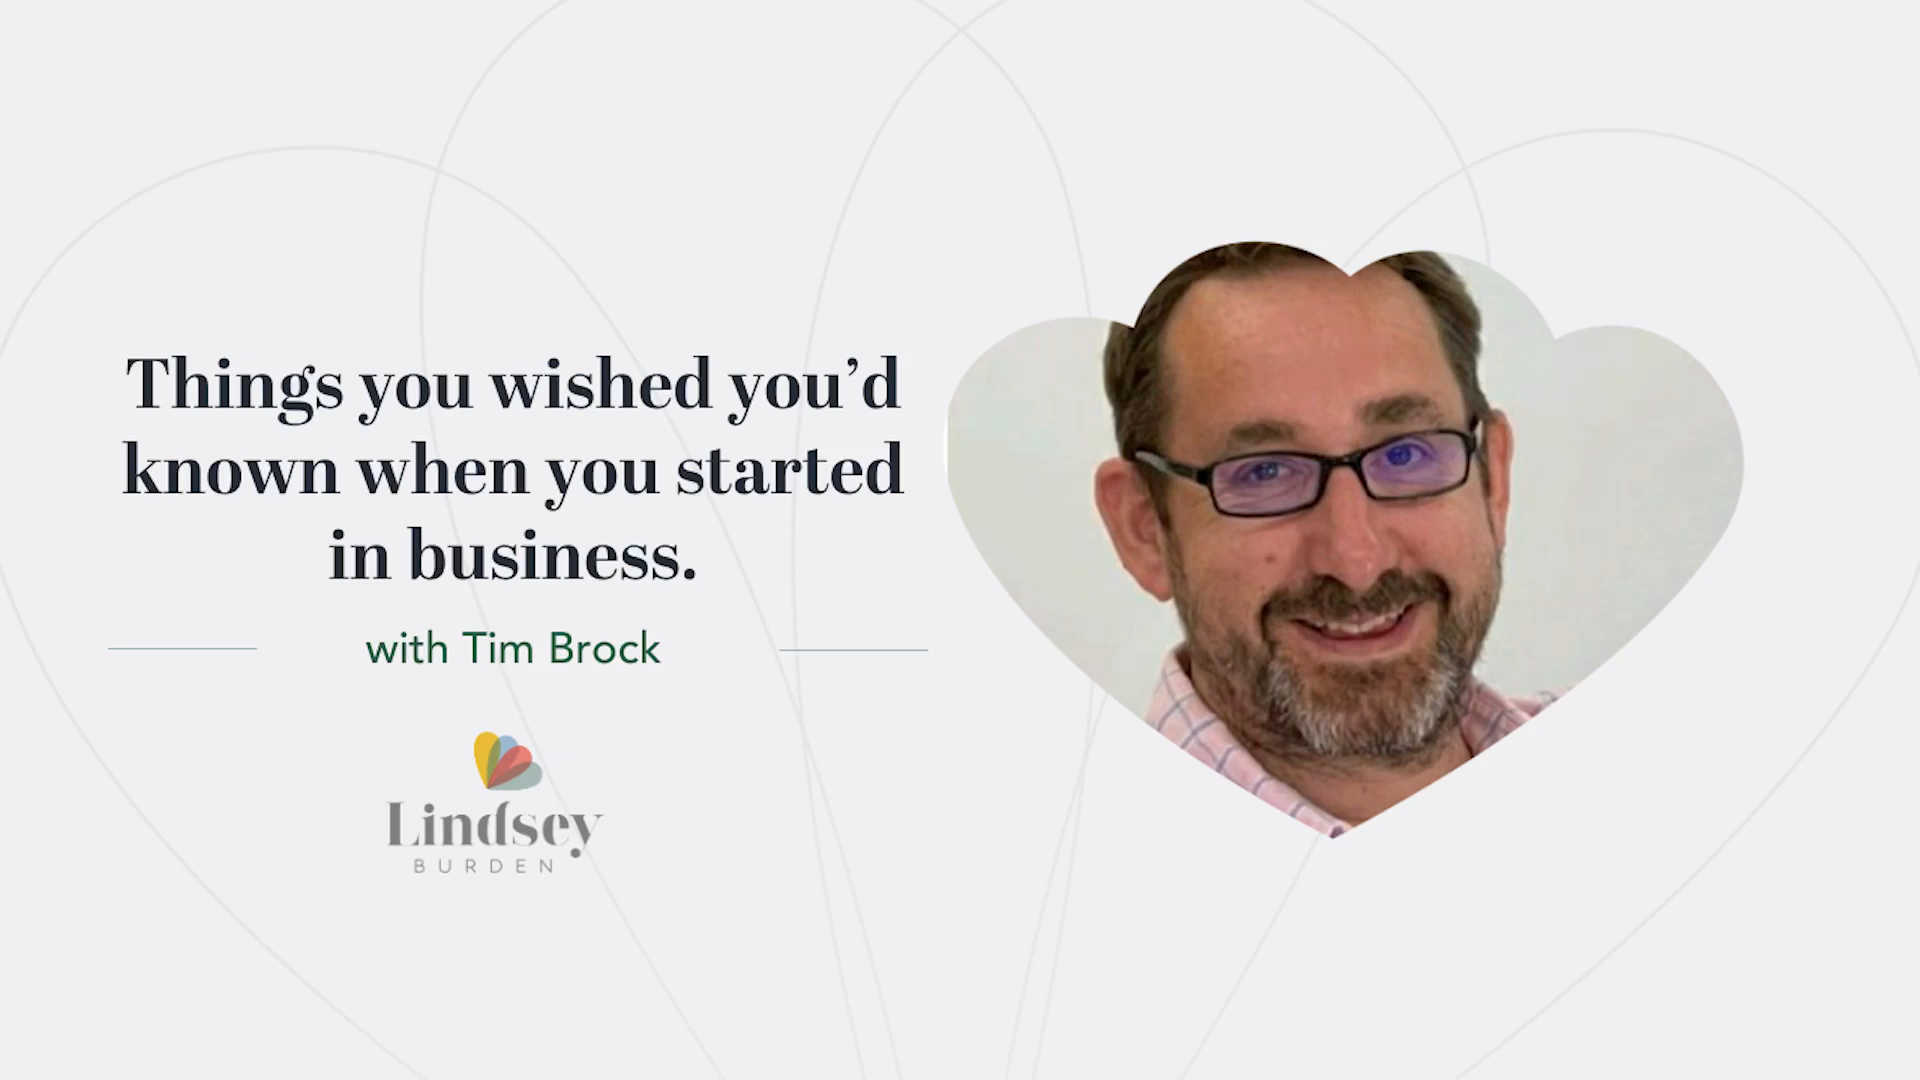 Things you wished you’d
known when you started
in business.
with Tim Brock
Lindsey
BURDEN